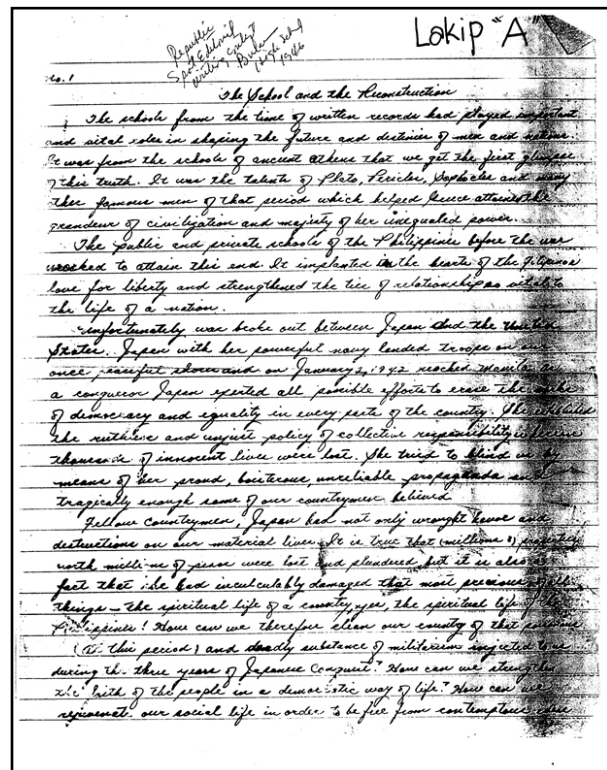 Lakip "A"
Republic
Spot Editorial
writing contest
High School
1946
No. 1
The School and the Reconstruction
The schools from the time of written records had played important
and vital roles in shaping the future and destinies of men and nations.
It was from the schools of ancient Athens that we get the first glimpse
of this truth. It was the talents of Plato, Pericles, Sophocles and many
other famous men of that period which helped Greece attain the
grandeur of civilization and majesty of her unequaled power.
The public and private schools of the Philippines before the war
worked to attain this end. It implanted in the hearts of the Filipinos
love for liberty and strengthened the ties of relationship so vital to
the life of a nation.
Unfortunately war broke out between Japan and the United
States. Japan with her powerful navy landed troops on our
once peaceful shores and on January 2, 1942 reached Manila. As
a conqueror Japan exerted all possible efforts to erase the
of democracy and equality in every parts of the country. She
the ruthless and unjust policy of collective responsibility wherein
thousands of innocent lives were lost. She tried to blind us by
means of her proud, boisterous, unreliable propaganda and
tragically enough some of our countrymen believed.
Fellow countrymen, Japan had not only wrought havoc and
destructions on our material lives. It is true that (millions of) properties
worth millions of pesos were lost and plundered, but it is also a
fact that she had inculculably damaged that most precious of all
things — the spiritual life of a country, yes, the spiritual life of the
Philippines! How can we therefore clean our county of that
(at this period) and deadly substance of militarism injected to us
during the three years of Japanese Conquest? How can we strengthen
the faith of the people in a democratic way of life? How can we
rejuvenate our social life in order to be free from contemptous